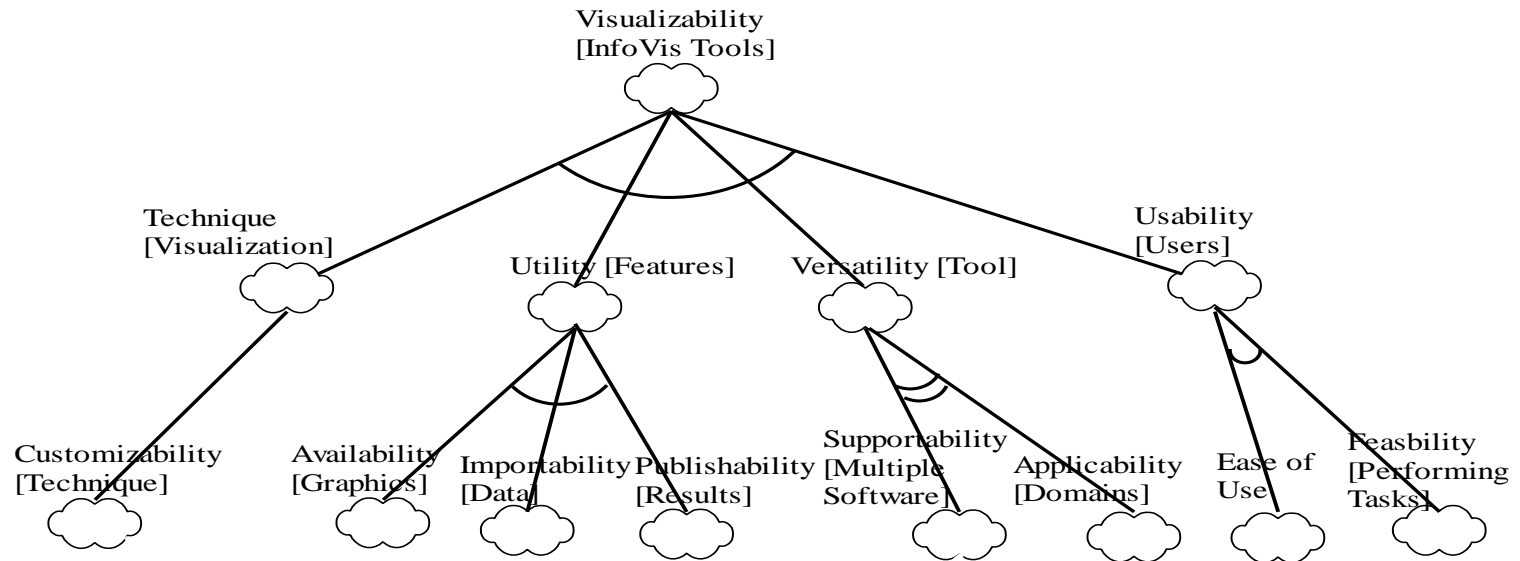 Visualizability
[InfoVis Tools]
Technique
[Visualization]
Utility [Features]
Versatility [Tool]
Usability
[Users]
Customizability
[Technique]
Availability
[Graphics]
Importability
[Data]
Publishability
[Results]
Supportability
[Multiple
Software]
Applicability
[Domains]
Ease of
Use
Feasbility
[Performing
Tasks]